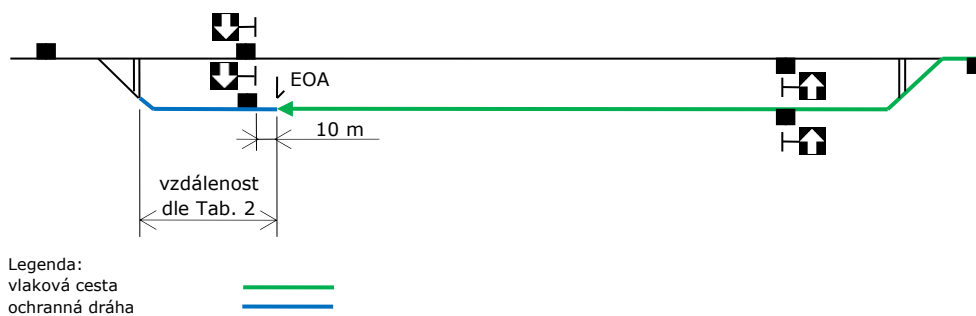 EOA
10 m
vzdálenost
dle Tab. 2
Legenda:
vlaková cesta
ochranná dráha